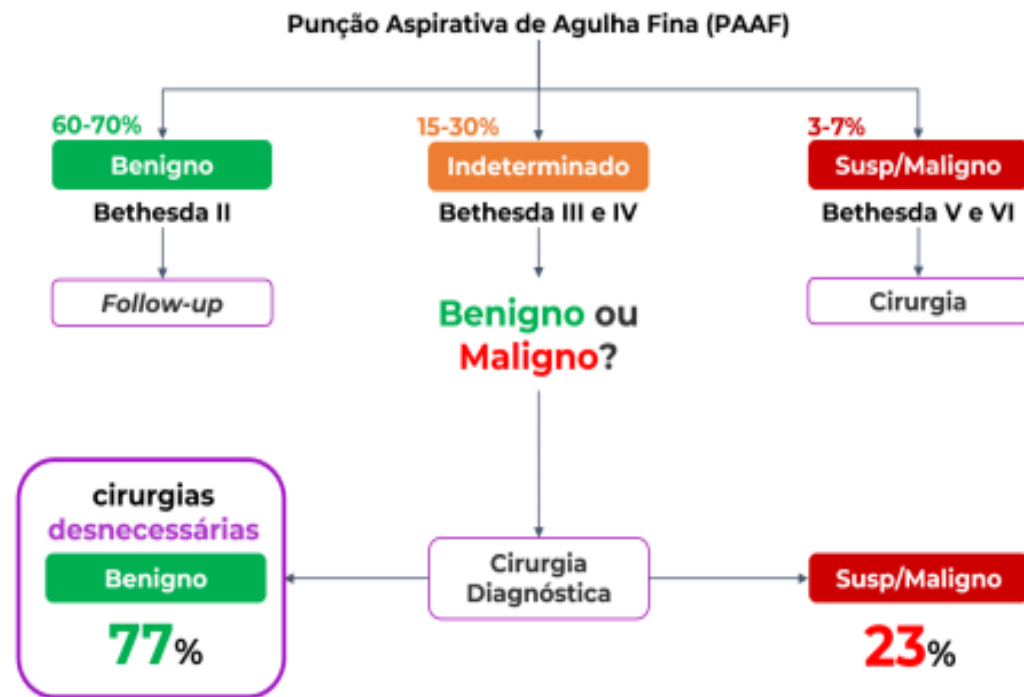 Punção Aspirativa de Agulha Fina (PAAF)
60-70%
Benigno
Bethesda II
Follow-up
15-30%
Indeterminado
Bethesda III e IV
Benigno ou
Maligno?
3-7%
Susp/Maligno
Bethesda V e VI
Cirurgia
cirurgias
desnecessárias
Benigno
77%
Cirurgia
Diagnóstica
Susp/Maligno
23%